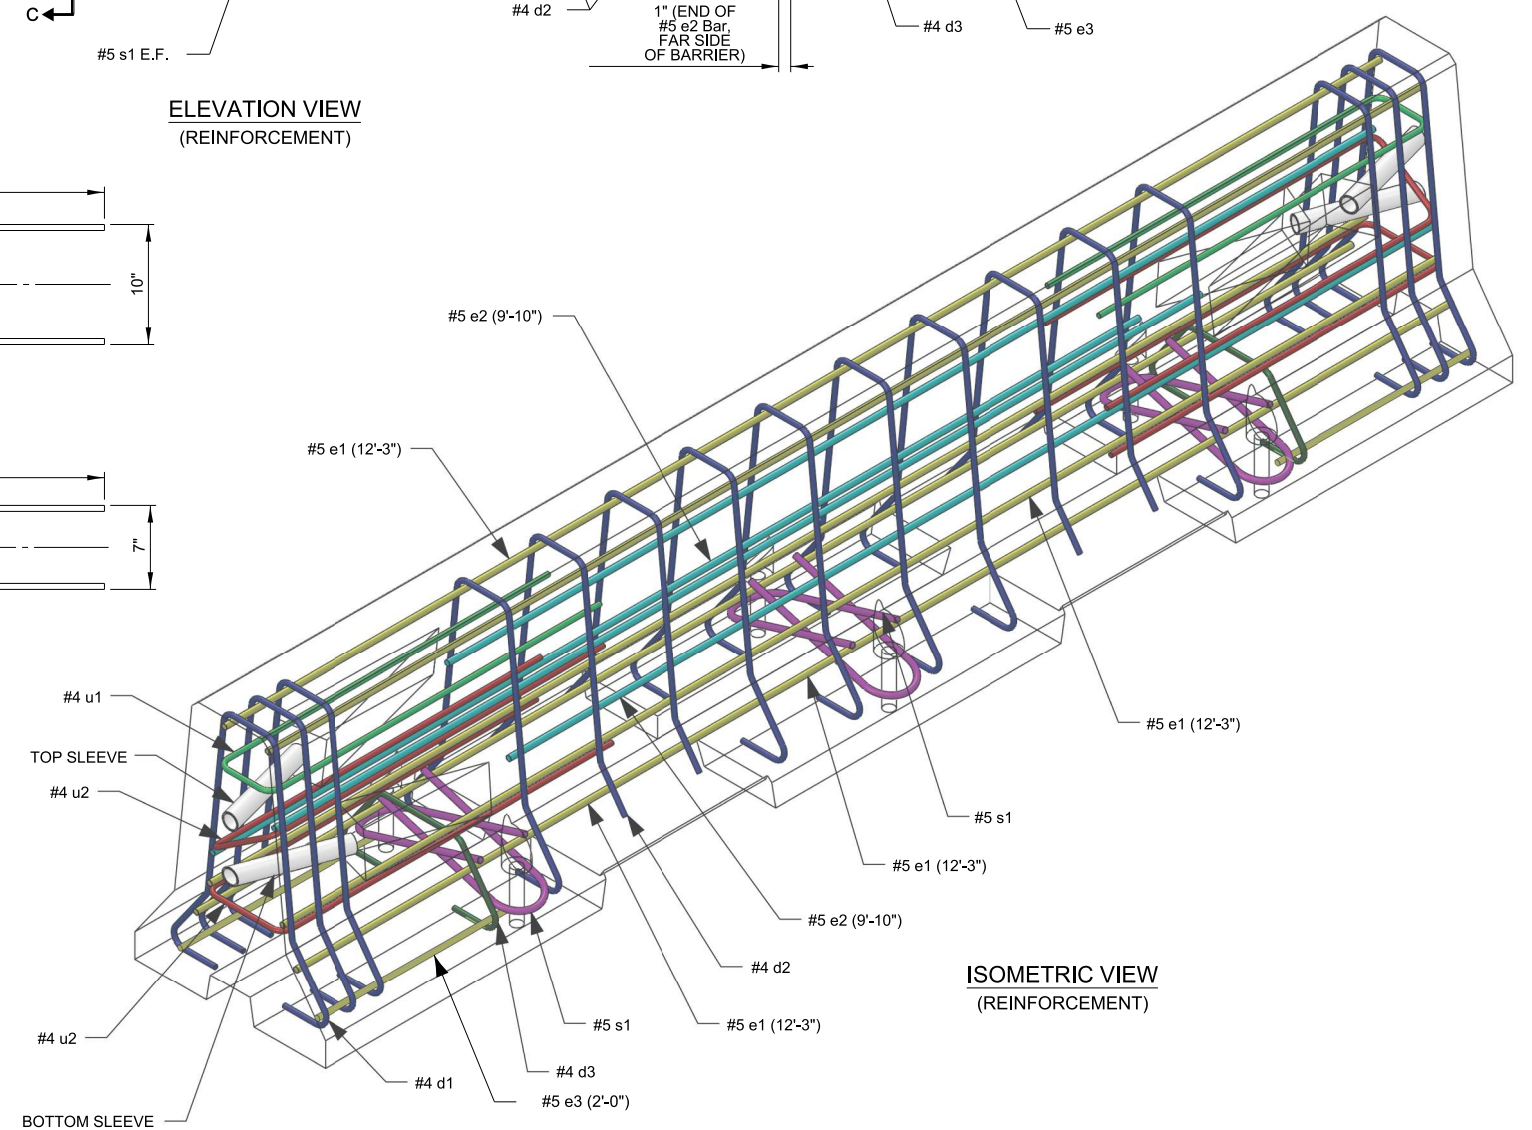 C
#5 s1 E.F.
#4 d2
1" (END OF
#5 e2 Bar,
FAR SIDE
OF BARRIER)
#4 d3
#5 e3
ELEVATION VIEW
(REINFORCEMENT)
10"
7"
#5 e2 (9'-10")
#5 e1 (12'-3")
#4 u1
TOP SLEEVE
#4 u2
#4 u2
BOTTOM SLEEVE
#4 d1
#5 e3 (2'-0")
#4 d3
#5 s1
#5 e1 (12'-3")
#4 d2
#5 e2 (9'-10")
#5 e1 (12'-3")
#5 s1
#5 e1 (12'-3")
ISOMETRIC VIEW
(REINFORCEMENT)